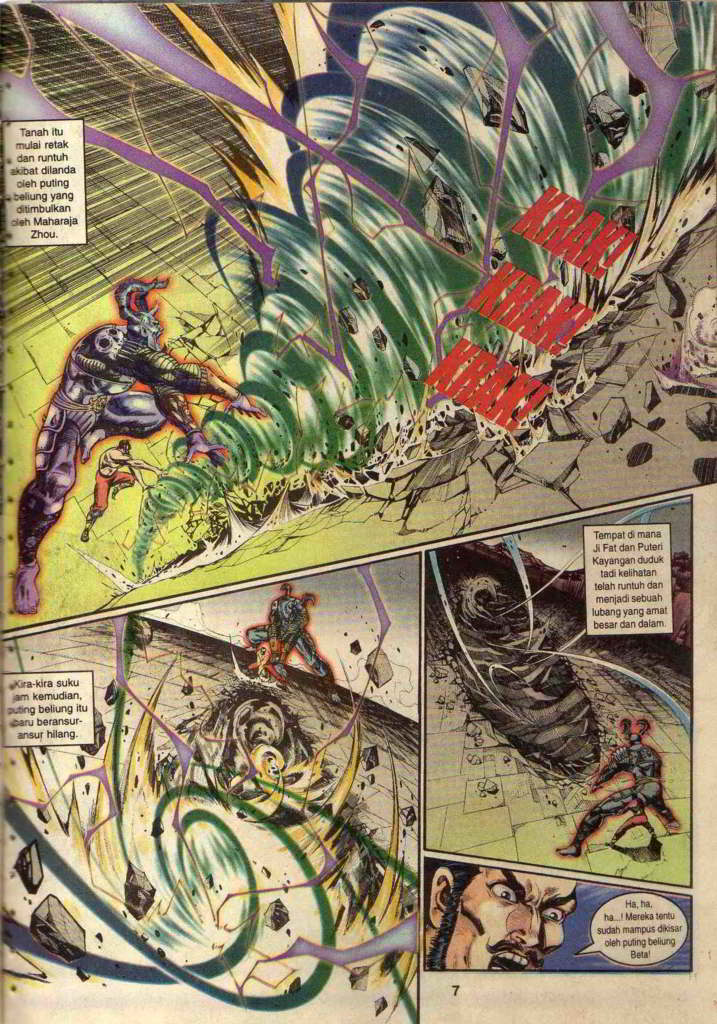 Tanah itu
mulai retak
dan runtuh
akibat dilanda
oleh puting
beliung yang
ditimbulkan
oleh Maharaja
Zhou.
KRAK!
KRAK!
KRAK!
Tempat di mana
Ji Fat dan Puteri
Kayangan duduk
tadi kelihatan
telah runtuh dan
menjadi sebuah
lubang yang amat
besar dan dalam.
Kira-kira suku
jam kemudian,
puting beliung itu
baru beransur-
ansur hilang.
Ha, ha,
ha...! Mereka tentu
sudah mampus dikisar
oleh puting beliung
Beta!
7